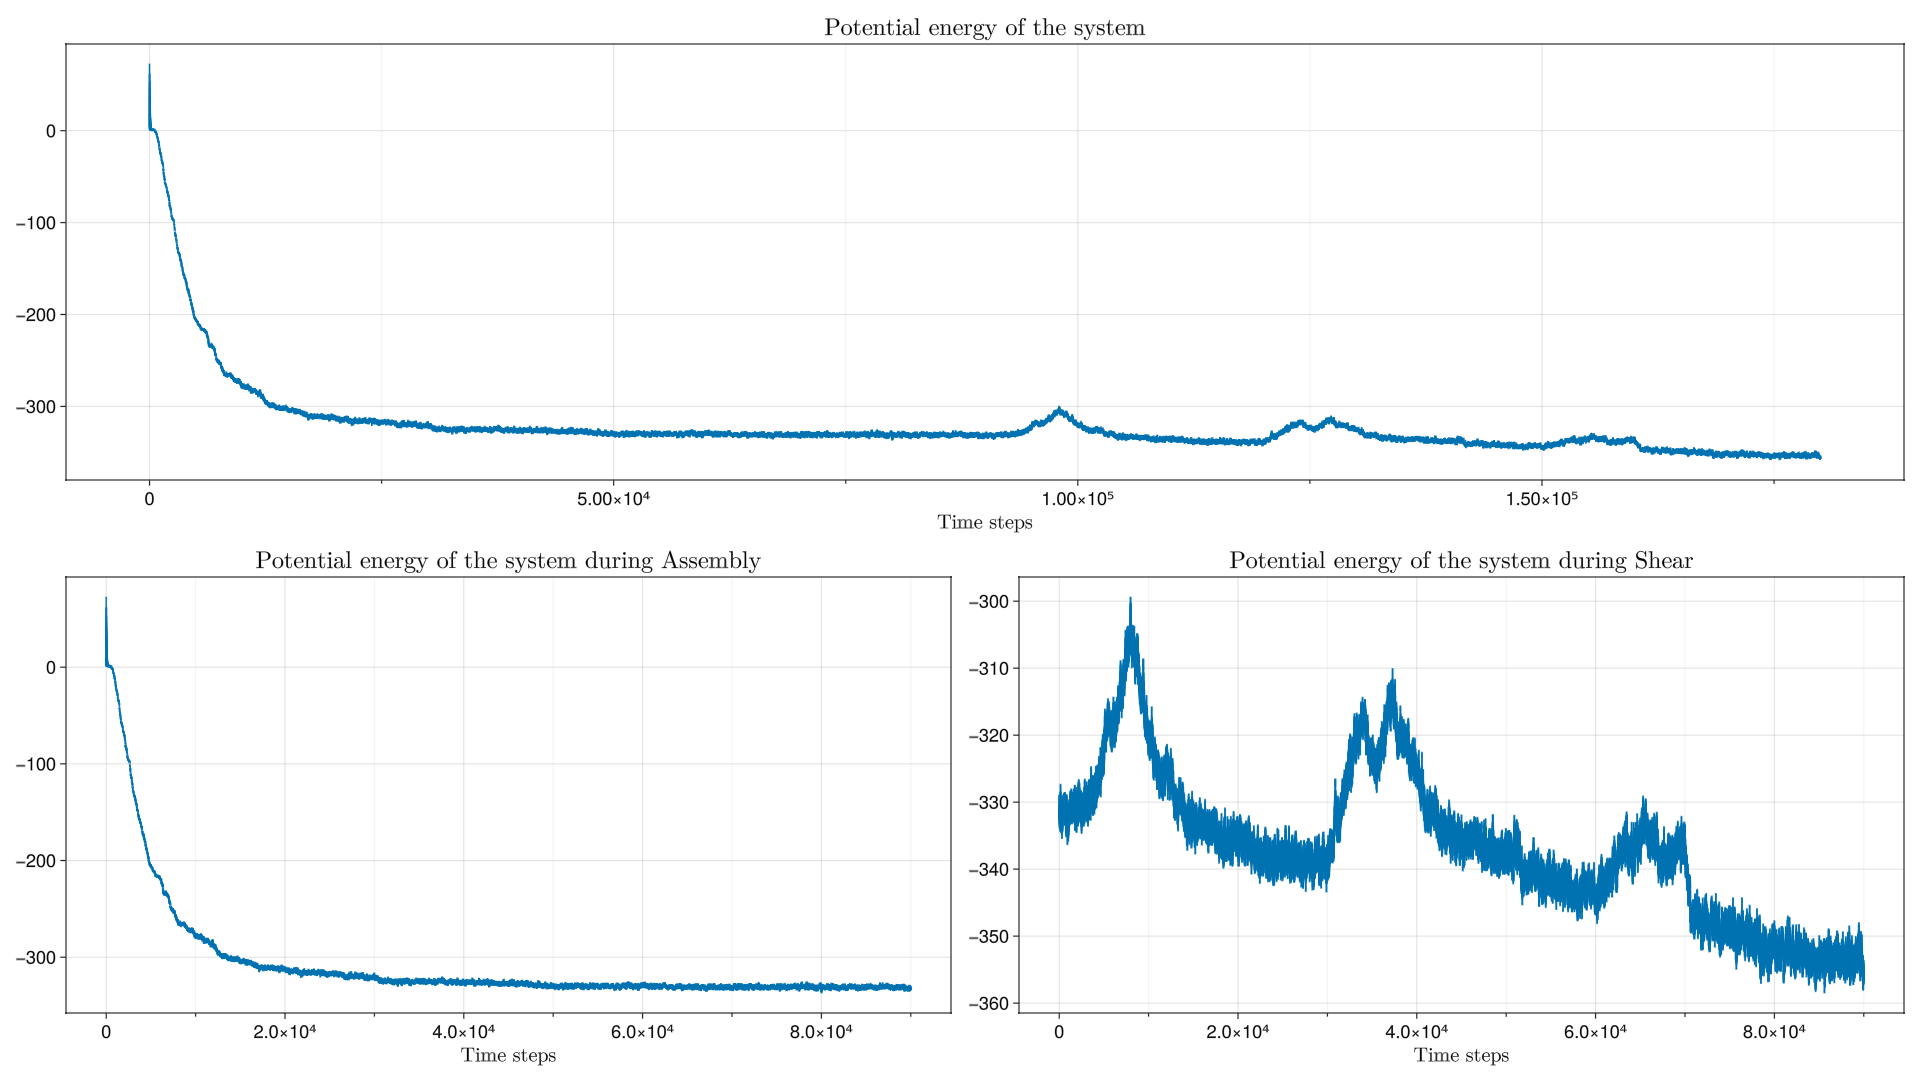 Potential energy of the system
0
−100
−200
−300
0 5.00×10⁴ 1.00×10⁵ 1.50×10⁵
Time steps
Potential energy of the system during Assembly
0
−100
−200
−300
0 2.0×10⁴ 4.0×10⁴ 6.0×10⁴ 8.0×10⁴
Time steps
Potential energy of the system during Shear
−300
−310
−320
−330
−340
−350
−360
0 2.0×10⁴ 4.0×10⁴ 6.0×10⁴ 8.0×10⁴
Time steps